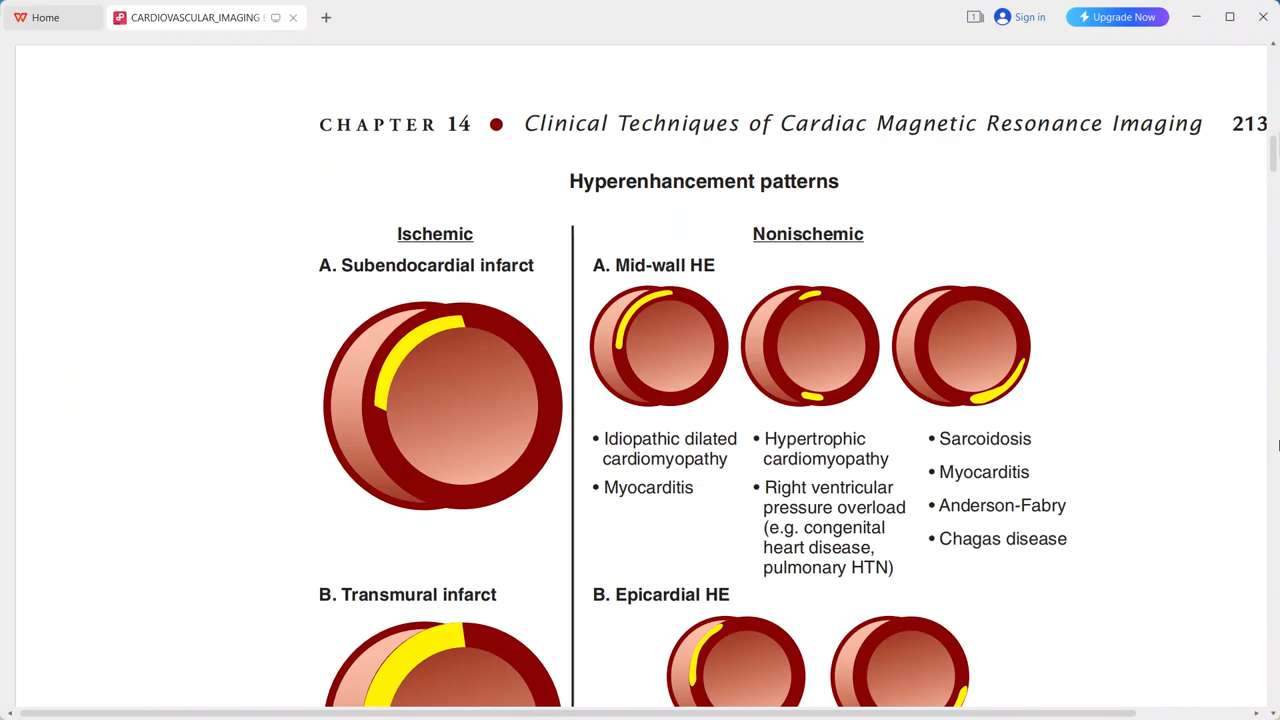 Home
CARDIOVASCULAR_IMAGING
1
Sign in
Upgrade Now
CHAPTER 14 ● Clinical Techniques of Cardiac Magnetic Resonance Imaging 213
Hyperenhancement patterns
Ischemic
A. Subendocardial infarct
B. Transmural infarct
Nonischemic
A. Mid-wall HE
• Idiopathic dilated
cardiomyopathy
• Myocarditis
• Hypertrophic
cardiomyopathy
• Right ventricular
pressure overload
(e.g. congenital
heart disease,
pulmonary HTN)
• Sarcoidosis
• Myocarditis
• Anderson-Fabry
• Chagas disease
B. Epicardial HE